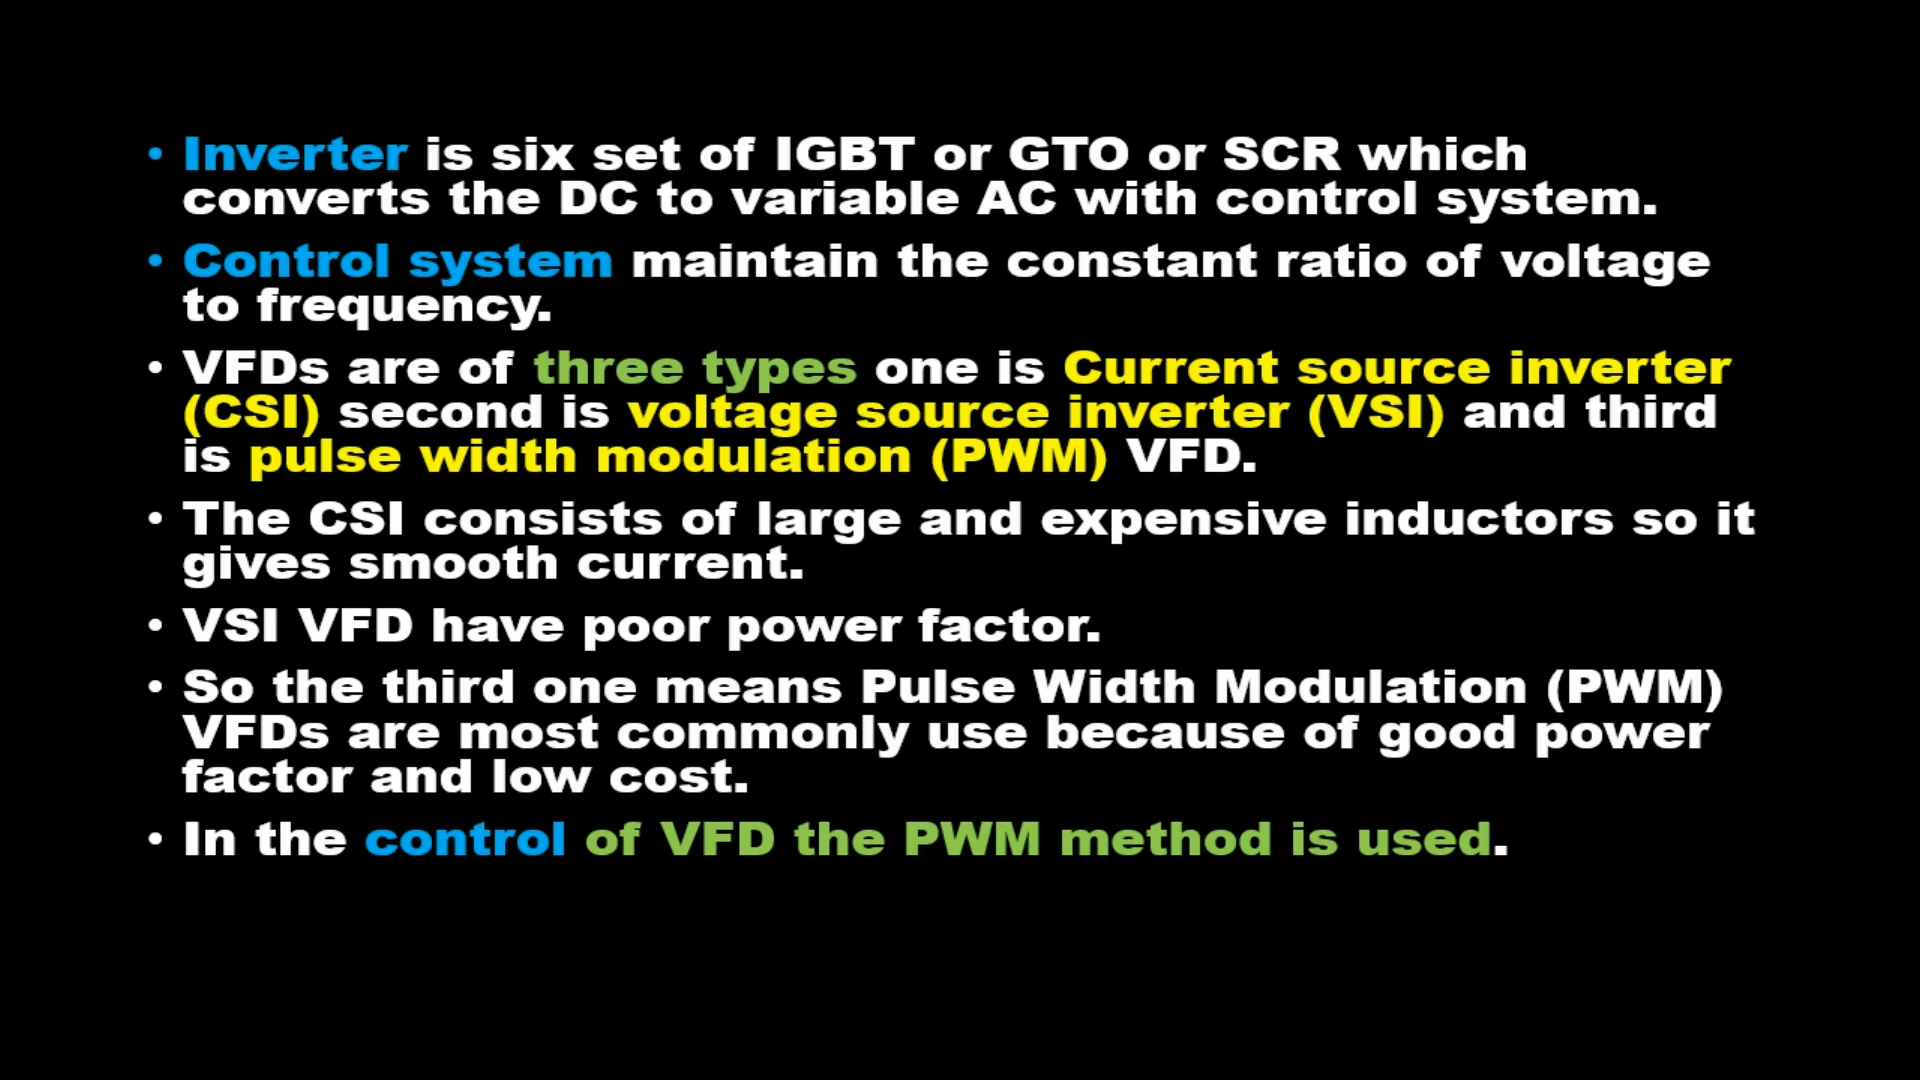 • Inverter is six set of IGBT or GTO or SCR which
converts the DC to variable AC with control system.
• Control system maintain the constant ratio of voltage
to frequency.
• VFDs are of three types one is Current source inverter
(CSI) second is voltage source inverter (VSI) and third
is pulse width modulation (PWM) VFD.
• The CSI consists of large and expensive inductors so it
gives smooth current.
• VSI VFD have poor power factor.
• So the third one means Pulse Width Modulation (PWM)
VFDs are most commonly use because of good power
factor and low cost.
• In the control of VFD the PWM method is used.